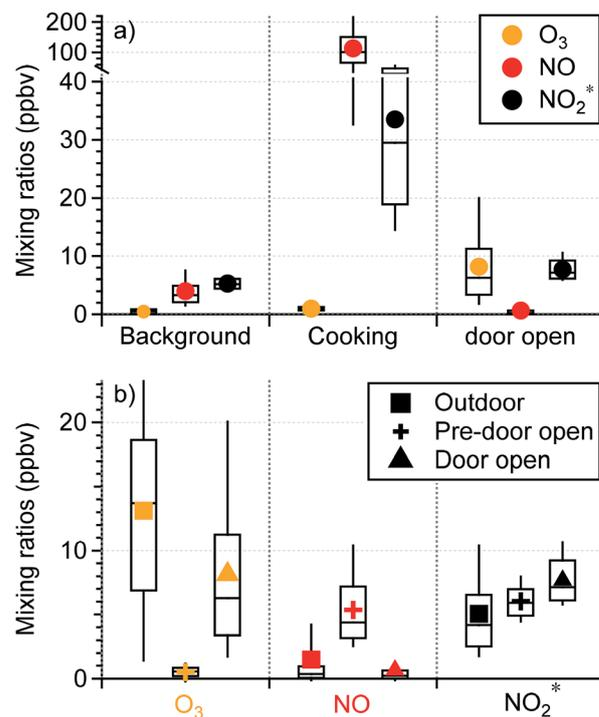 a)
Mixing ratios (ppbv)
200
100
40
30
20
10
0
O₃
NO
NO₂*
Background
Cooking
door open
b)
Mixing ratios (ppbv)
20
10
0
Outdoor
Pre-door open
Door open
O₃
NO
NO₂*